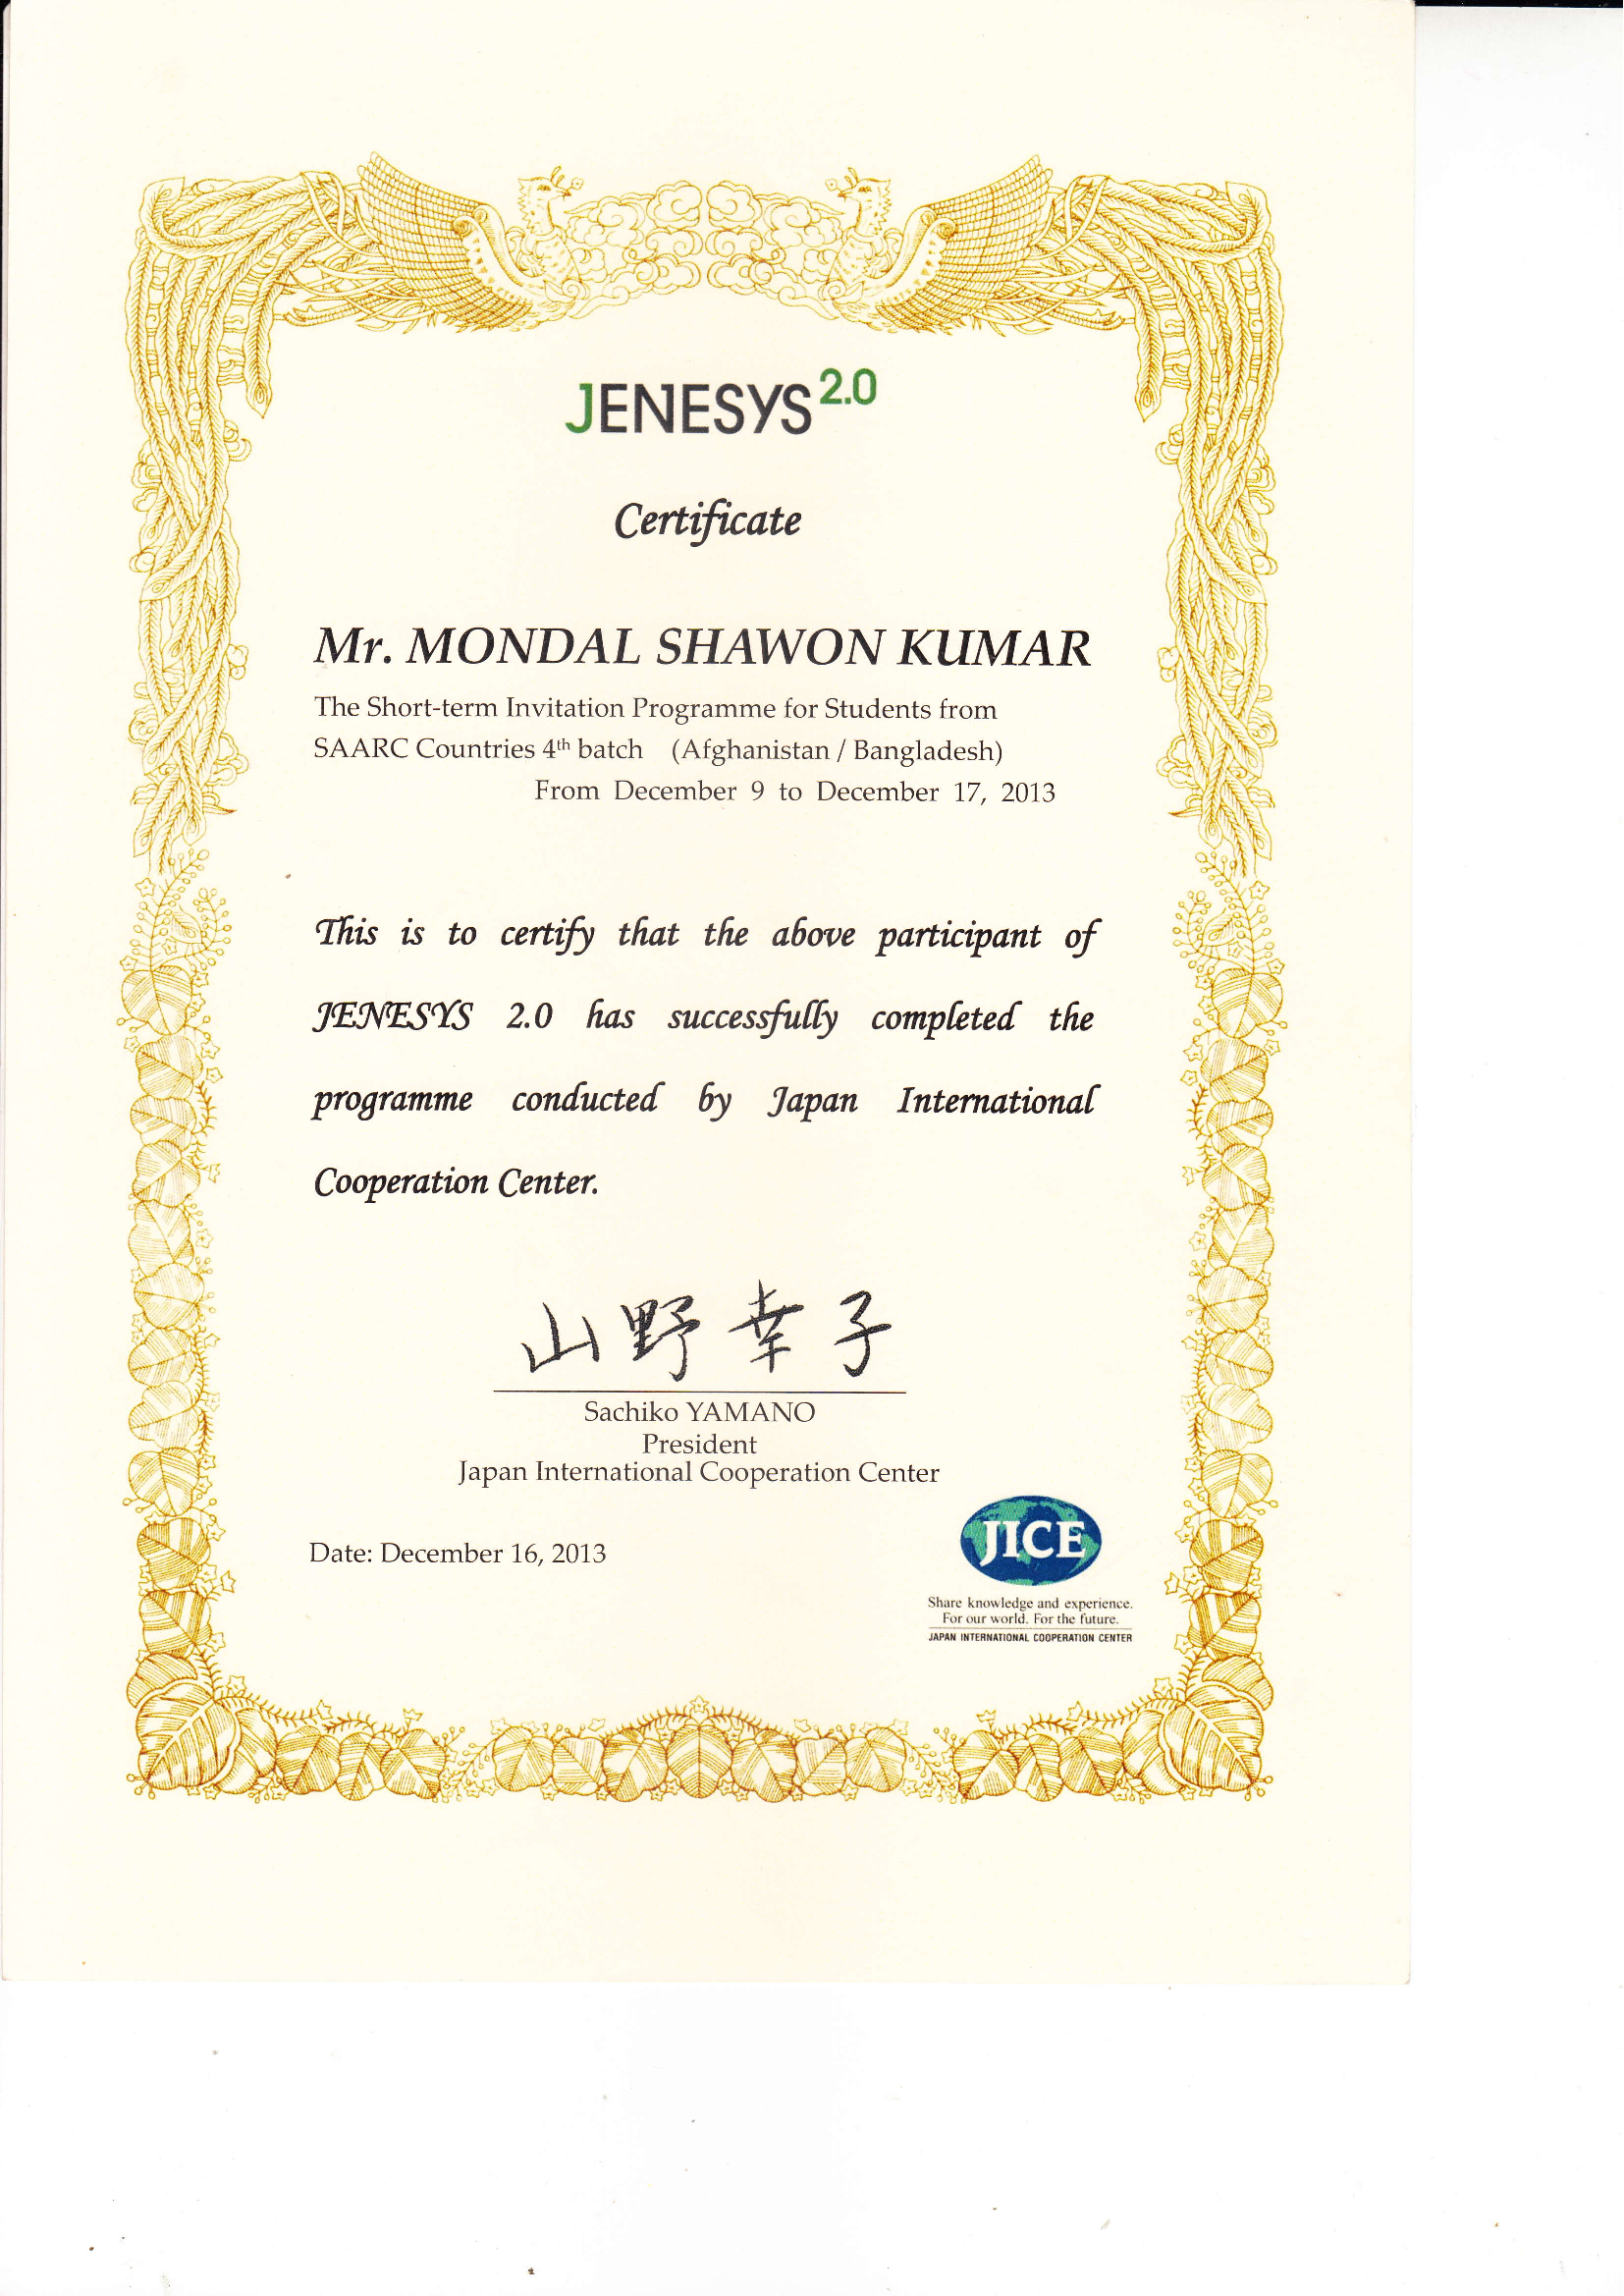 JENESYS 2.0
Certificate
Mr. MONDAL SHAWON KUMAR
The Short-term Invitation Programme for Students from
SAARC Countries 4th batch (Afghanistan / Bangladesh)
From December 9 to December 17, 2013
This is to certify that the above participant of
JENESYS 2.0 has successfully completed the
programme conducted by Japan International
Cooperation Center.
山野幸子
Sachiko YAMANO
President
Japan International Cooperation Center
JICE
Date: December 16, 2013
Share knowledge and experience.
For our world. For the future.
JAPAN INTERNATIONAL COOPERATION CENTER